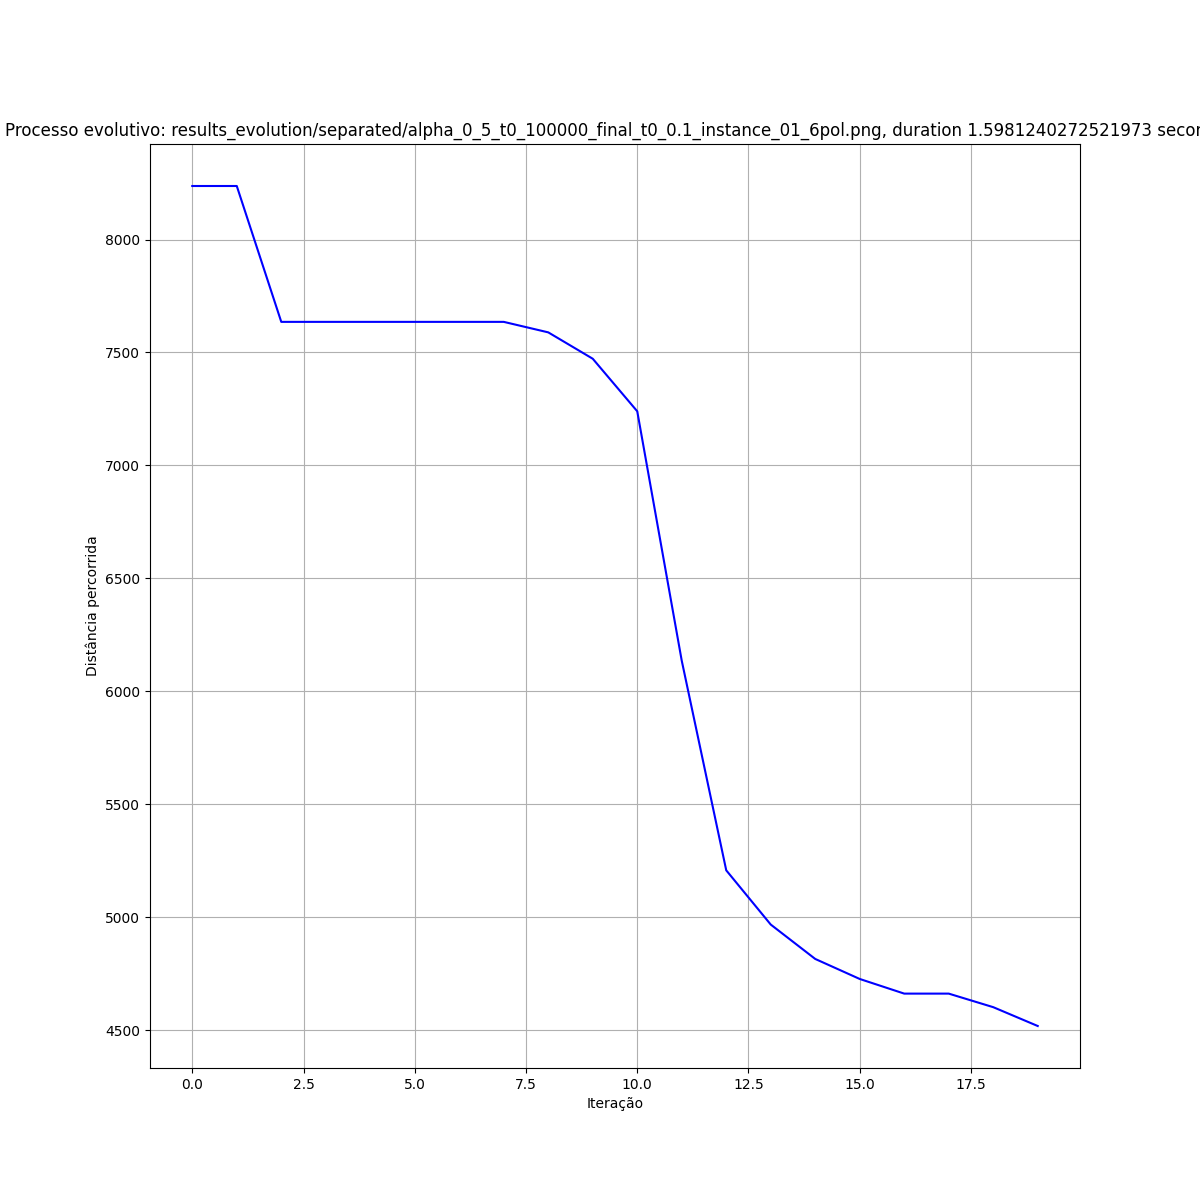 Processo evolutivo: results_evolution/separated/alpha_0_5_t0_100000_final_t0_0.1_instance_01_6pol.png, duration 1.5981240272521973
8000
7500
7000
6500
6000
5500
5000
4500
Distância percorrida
0.0 2.5 5.0 7.5 10.0 12.5 15.0 17.5
Iteração